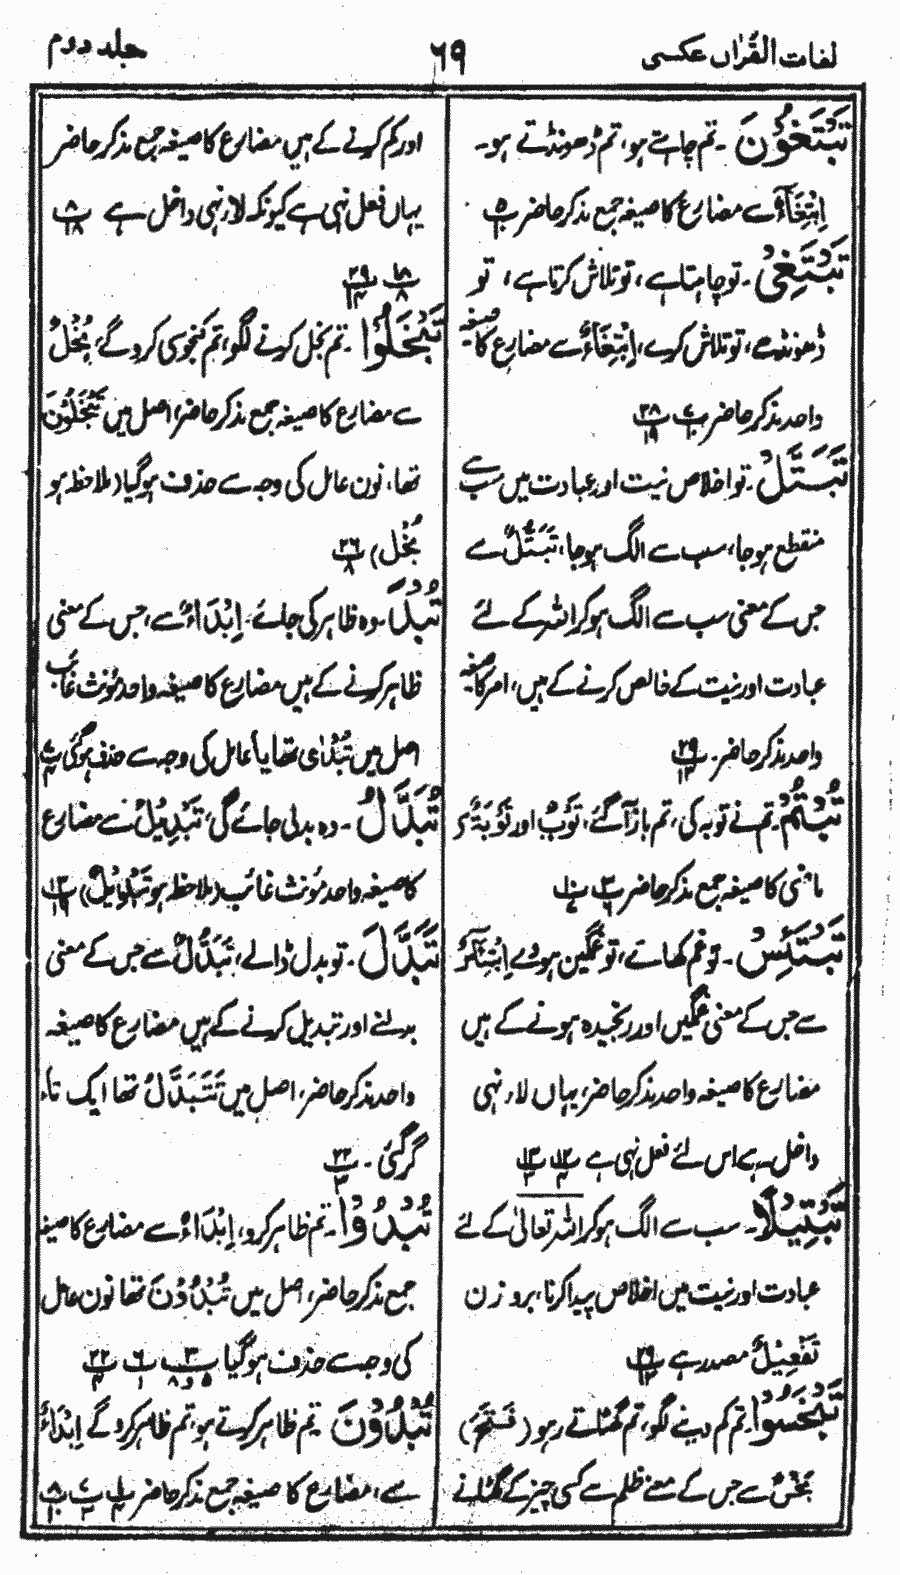 لغات القراٰن عکسی
۶۹
جلد دوم
تَبْتَغُوْنَ ۔ تم چاہتے ہو، تم ڈھونڈتے ہو۔
اِبْتِغَآءٌ سے مضارع کا صیغہ جمع مذکر حاضر
تَبْتَغِیْ ۔ تو چاہتا ہے، تو تلاش کرتا ہے، تو
ڈھونڈھے، تو تلاش کرے، اِبْتِغَاءٌ سے مضارع کا صیغہ
واحد مذکر حاضر
تَبَتَّلْ ۔ تو اخلاص نیت اور عبادت میں سب سے
منقطع ہو جا، سب سے الگ ہو جا، تَبَتُّلٌ سے
جس کے معنی سب سے الگ ہو کر اللہ کے لئے
عبادت اور نیت کے خالص کرنے کے ہیں، امر کا صیغہ
واحد مذکر حاضر۔
تُبْتُمْ ۔ تم نے توبہ کی، تم باز آ گئے، تَوْبٌ اور تَوْبَۃٌ سے
ماضی کا صیغہ جمع مذکر حاضر
تَبْتَئِسْ ۔ تو غم کھائے، تو غمگین ہووے اِبْتِئَاسٌ
سے جس کے معنی غمگیں اور رنجیدہ ہونے کے ہیں
مضارع کا صیغہ واحد مذکر حاضر، یہاں لاء نہی
داخل ہے اس لئے فعل نہی ہے
تَبْتِیْلًا ۔ سب سے الگ ہو کر اللہ تعالیٰ کے لئے
عبادت اور نیت میں اخلاص پیدا کرنا، بروزن
تَفْعِیْلٌ مصدر ہے
تَبْخَسُوْا ۔ تم کم دینے لگو، تم گھٹاتے رہو (فَتَحَ)
بَخْسٌ سے جس کے معنے ظلم سے کسی چیز کے گھٹانے
اور کم کرنے کے ہیں مضارع کا صیغہ جمع مذکر حاضر
یہاں فعل نہی ہے کیونکہ لاء نہی داخل ہے
تَبْخَلُوْا ۔ تم بخل کرنے لگو، تم کنجوسی کرو گے، بُخْلٌ
سے مضارع کا صیغہ جمع مذکر حاضر، اصل میں تَبْخَلُوْنَ
تھا، نون عامل کی وجہ سے حذف ہو گیا (ملاحظہ ہو
بُخْل)
تُبْدَ ۔ وہ ظاہر کی جائے۔ اِبْدَاءٌ سے، جس کے معنی
ظاہر کرنے کے ہیں مضارع کا صیغہ واحد مؤنث غائب
اصل میں تُبْدٰی تھا یا عامل کی وجہ سے حذف ہو گئی
تُبَدَّلُ ۔ وہ بدلی جائے گی، تَبْدِیْلٌ سے مضارع
کا صیغہ واحد مؤنث غائب (ملاحظہ ہو تَبْدِیْل)
تَبَدَّلَ ۔ تو بدل ڈالے، تَبَدُّلٌ سے جس کے معنی
بدلنے اور تبدیل کرنے کے ہیں مضارع کا صیغہ
واحد مذکر حاضر، اصل میں تَتَبَدَّلُ تھا ایک تاء
گر گئی۔
تُبْدُوْا ۔ تم ظاہر کرو، اِبْدَاءٌ سے مضارع کا صیغہ
جمع مذکر حاضر، اصل میں تُبْدُوْنَ تھا نون عامل
کی وجہ سے حذف ہو گیا
تُبْدُوْنَ تم ظاہر کرتے ہو، تم ظاہر کرو گے اِبْدَاءٌ
سے، مضارع کا صیغہ جمع مذکر حاضر